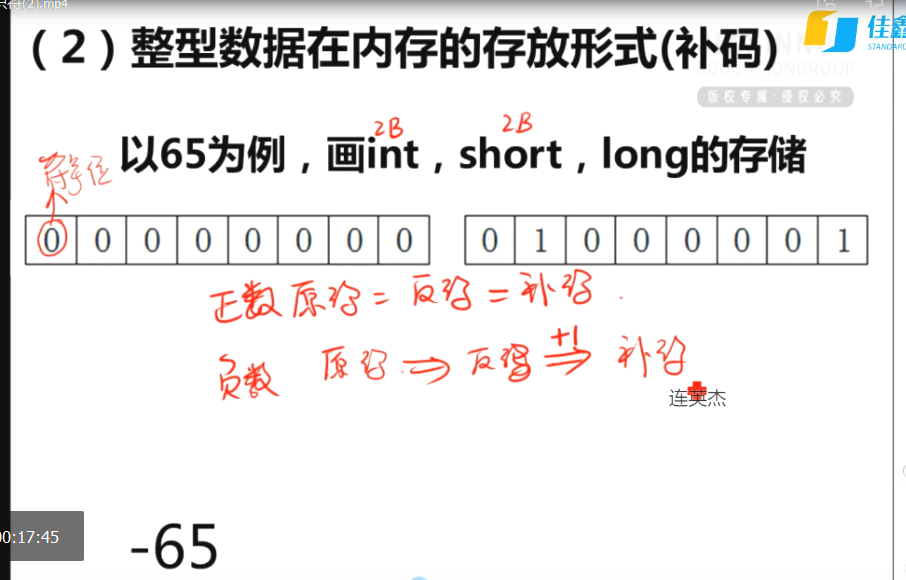 只付(2).mp4
（2）整型数据在内存的存放形式(补码)
佳鑫
STANDARD
EDUCATIONGROUP
版权专属·侵权必究
2B 2B
以65为例，画int，short，long的存储
符号位
0 0 0 0 0 0 0 0 0 1 0 0 0 0 0 1
正数 原码 = 反码 = 补码.
负数 原码 ⇒ 反码 +1 ⇒ 补码
连英杰
00:17:45
-65